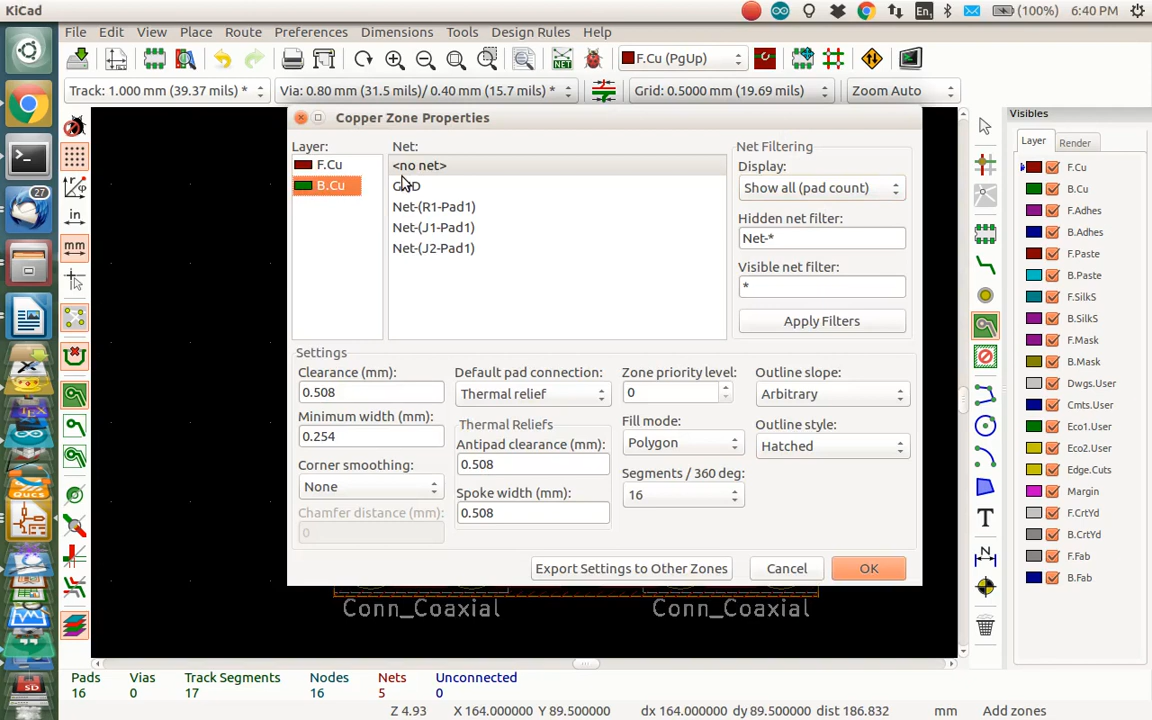 KiCad
En
(100%)
6:40 PM
File Edit View Place Route Preferences Dimensions Tools Design Rules Help
NET
F.Cu (PgUp)
Track: 1.000 mm (39.37 mils) *
Via: 0.80 mm (31.5 mils)/ 0.40 mm (15.7 mils) *
Grid: 0.5000 mm (19.69 mils)
Zoom Auto
Copper Zone Properties
Layer:
F.Cu
B.Cu
Net:
<no net>
GND
Net-(R1-Pad1)
Net-(J1-Pad1)
Net-(J2-Pad1)
Net Filtering
Display:
Show all (pad count)
Hidden net filter:
Net-*
Visible net filter:
*
Apply Filters
Settings
Clearance (mm):
0.508
Minimum width (mm):
0.254
Corner smoothing:
None
Chamfer distance (mm):
0
Default pad connection:
Thermal relief
Thermal Reliefs
Antipad clearance (mm):
0.508
Spoke width (mm):
0.508
Zone priority level:
0
Fill mode:
Polygon
Segments / 360 deg:
16
Outline slope:
Arbitrary
Outline style:
Hatched
Export Settings to Other Zones
Cancel
OK
Conn_Coaxial
Conn_Coaxial
in
mm
27
Visibles
Layer
Render
F.Cu
B.Cu
F.Adhes
B.Adhes
F.Paste
B.Paste
F.SilkS
B.SilkS
F.Mask
B.Mask
Dwgs.User
Cmts.User
Eco1.User
Eco2.User
Edge.Cuts
Margin
F.CrtYd
B.CrtYd
F.Fab
B.Fab
Pads
16
Vias
0
Track Segments
17
Nodes
16
Nets
5
Unconnected
0
Z 4.93
X 164.000000 Y 89.500000
dx 164.000000 dy 89.500000 dist 186.832
mm
Add zones